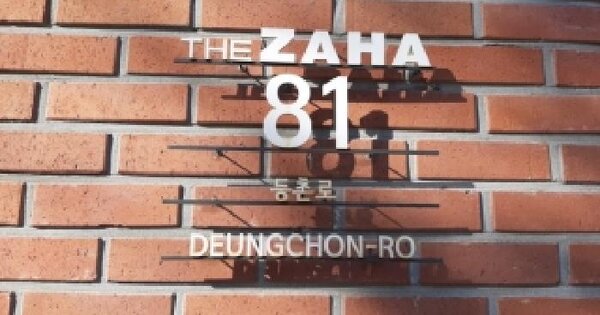 THE ZAHA
81
등촌로
DEUNGCHON-RO